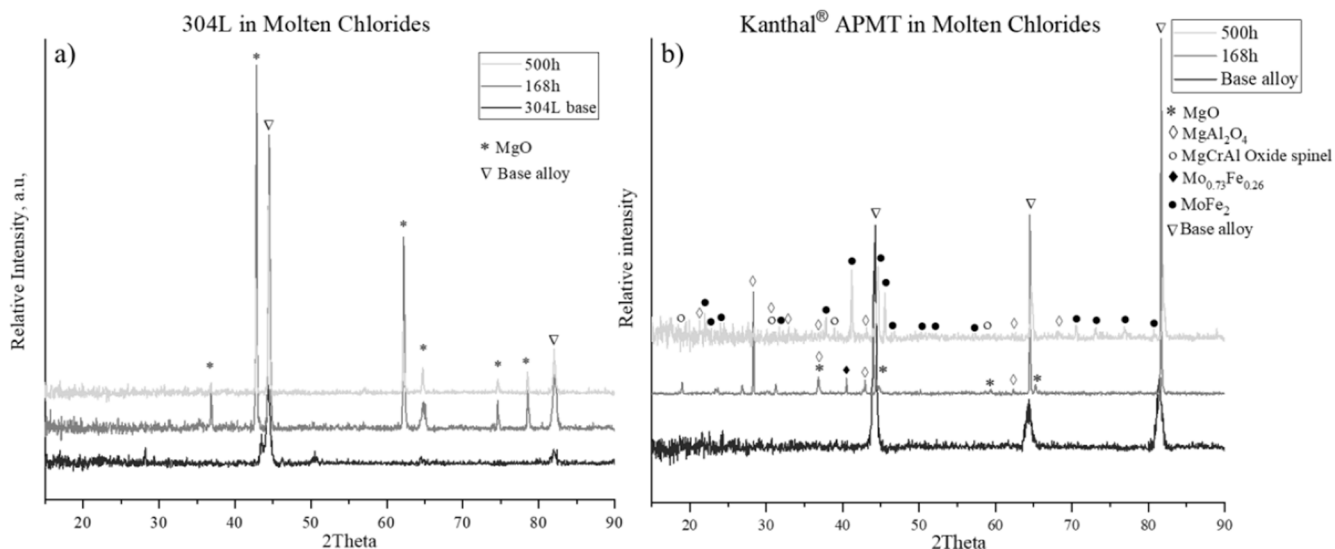 304L in Molten Chlorides
a)
500h
168h
304L base
* MgO
▽ Base alloy
*
▽
*
*
*
*
*
▽
Relative Intensity, a.u,
20 30 40 50 60 70 80 90
2Theta
Kanthal® APMT in Molten Chlorides
b)
500h
168h
Base alloy
* MgO
◊ MgAl₂O₄
○ MgCrAl Oxide spinel
♦ Mo₀.₇₃Fe₀.₂₆
● MoFe₂
▽ Base alloy
Relative intensity
20 30 40 50 60 70 80 90
2Theta